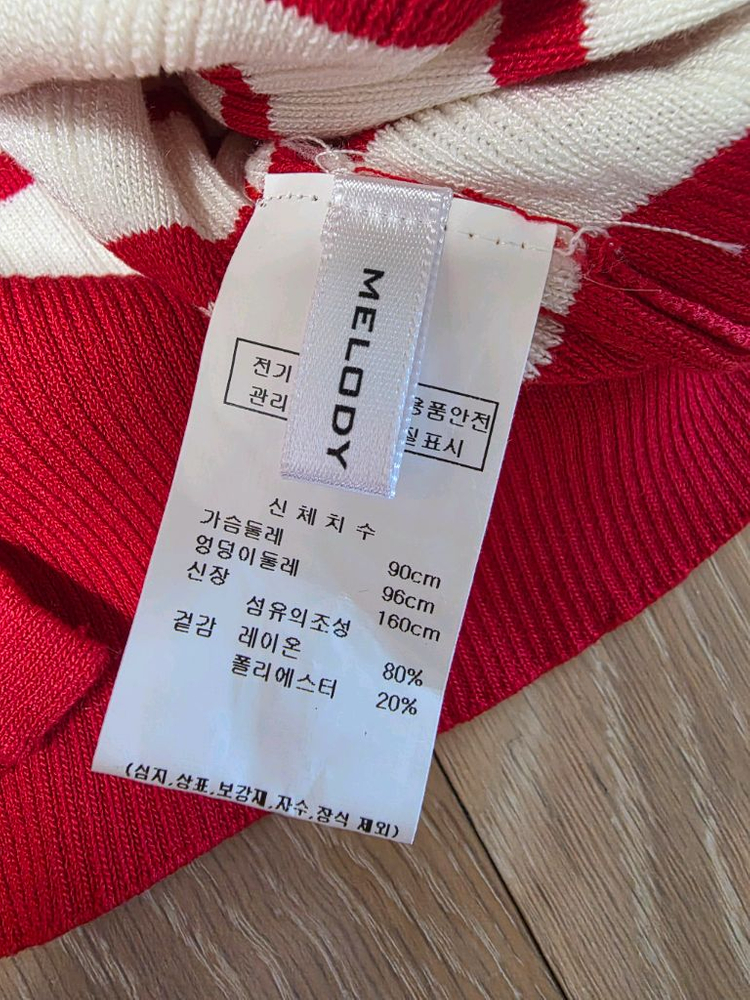 MELODY
전기 용품안전
관리 표시
신체치수
가슴둘레 90cm
엉덩이둘레 96cm
신장 160cm
섬유의조성
겉감 레이온 80%
폴리에스터 20%
(심지,상표,보강재,자수,장식 제외)